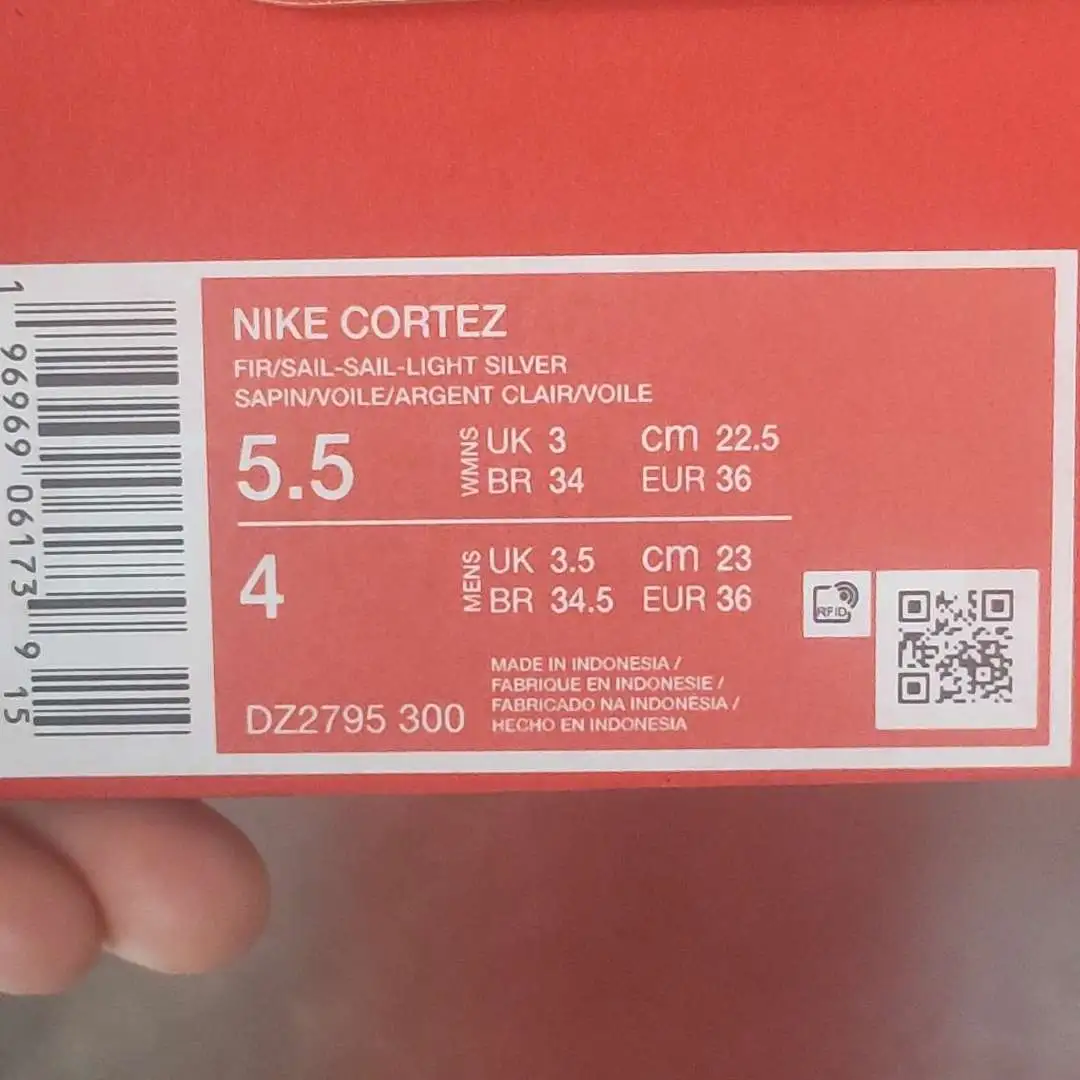 1 96969 06173 9 15
NIKE CORTEZ
FIR/SAIL-SAIL-LIGHT SILVER
SAPIN/VOILE/ARGENT CLAIR/VOILE
5.5 WMNS UK 3 cm 22.5
BR 34 EUR 36
4 MENS UK 3.5 cm 23
BR 34.5 EUR 36
RFID
MADE IN INDONESIA /
FABRIQUE EN INDONESIE /
FABRICADO NA INDONÉSIA /
HECHO EN INDONESIA
DZ2795 300